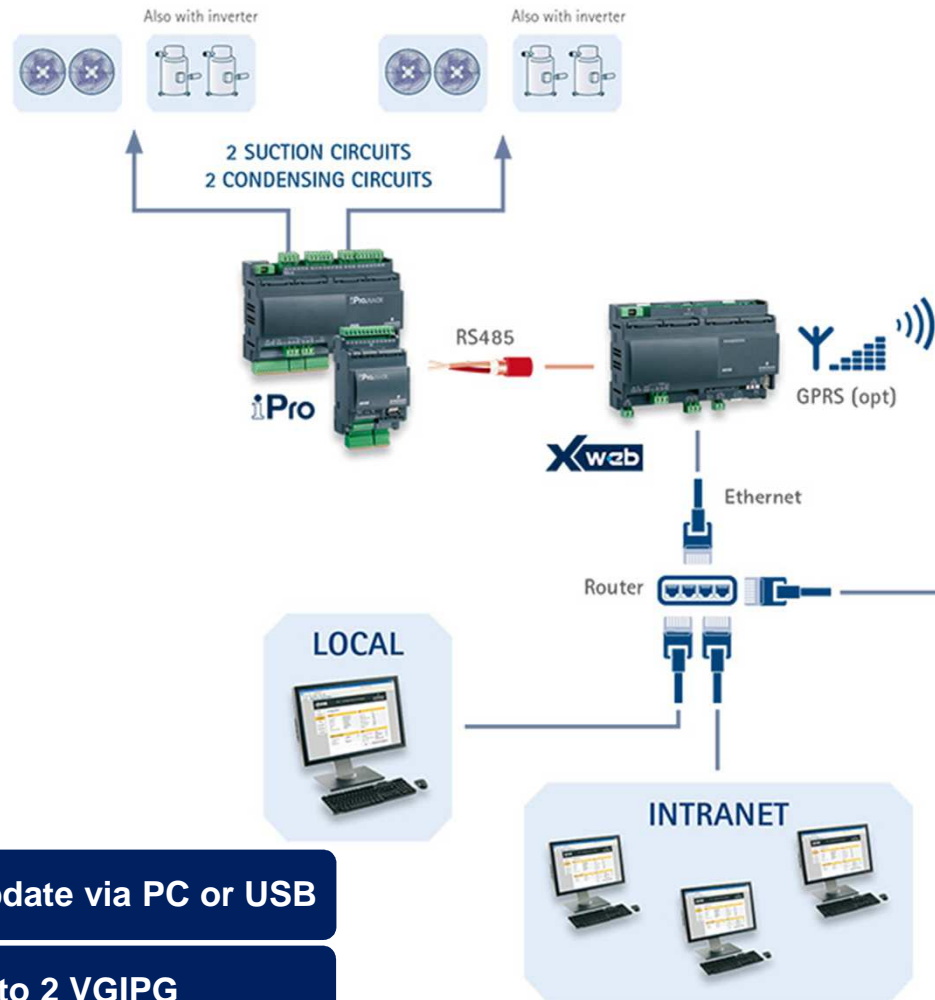 Also with inverter
Also with inverter
2 SUCTION CIRCUITS
2 CONDENSING CIRCUITS
RS485
iPro
GPRS (opt)
Xweb
Ethernet
Router
LOCAL
INTRANET
date via PC or USB
to 2 VGIPG